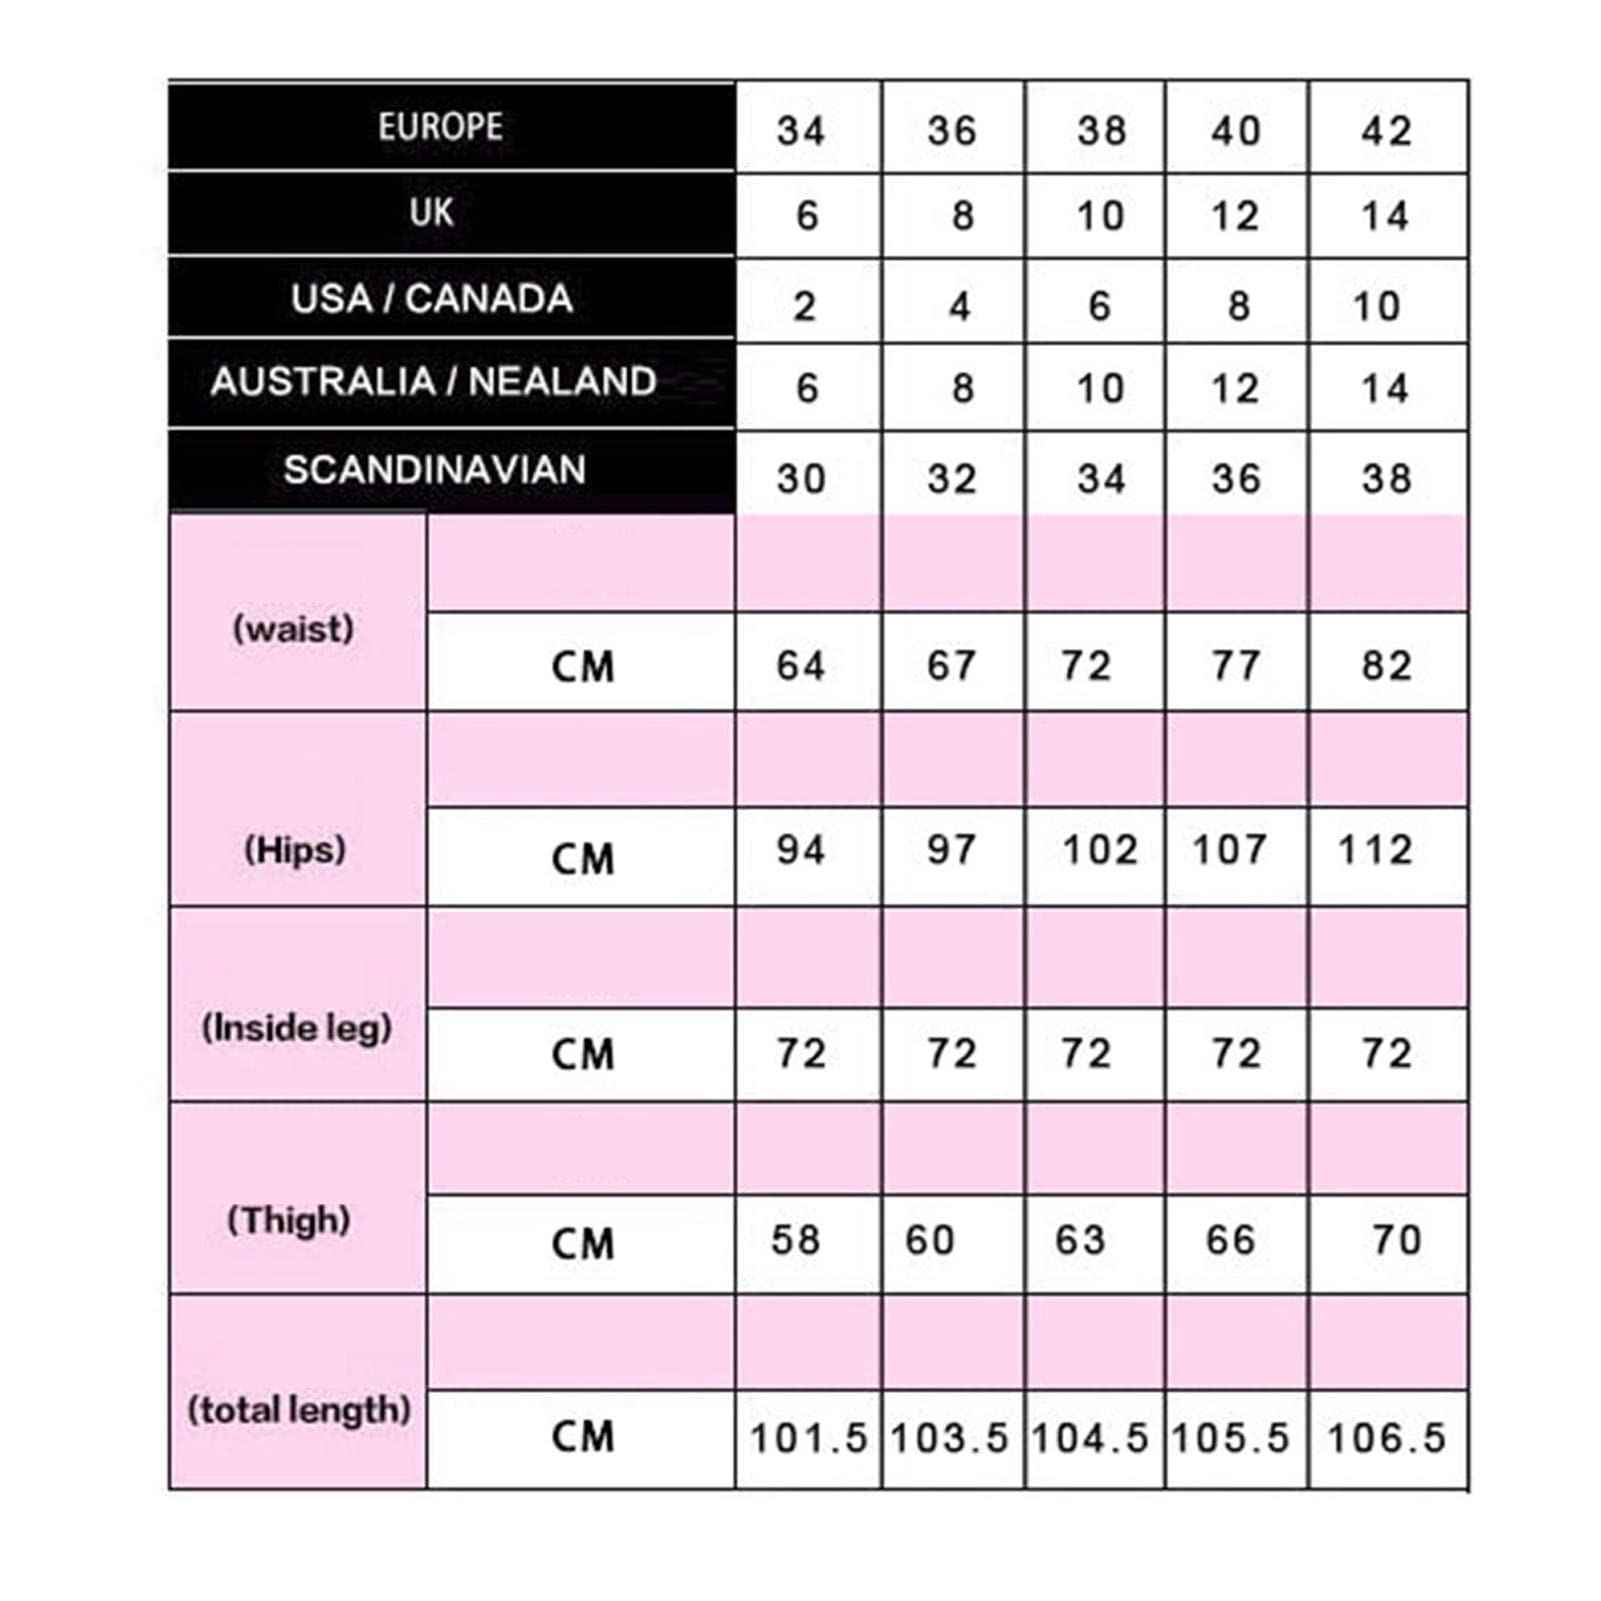 EUROPE 34 36 38 40 42
UK 6 8 10 12 14
USA / CANADA 2 4 6 8 10
AUSTRALIA / NEALAND 6 8 10 12 14
SCANDINAVIAN 30 32 34 36 38
(waist) CM 64 67 72 77 82
(Hips) CM 94 97 102 107 112
(Inside leg) CM 72 72 72 72 72
(Thigh) CM 58 60 63 66 70
(total length) CM 101.5 103.5 104.5 105.5 106.5